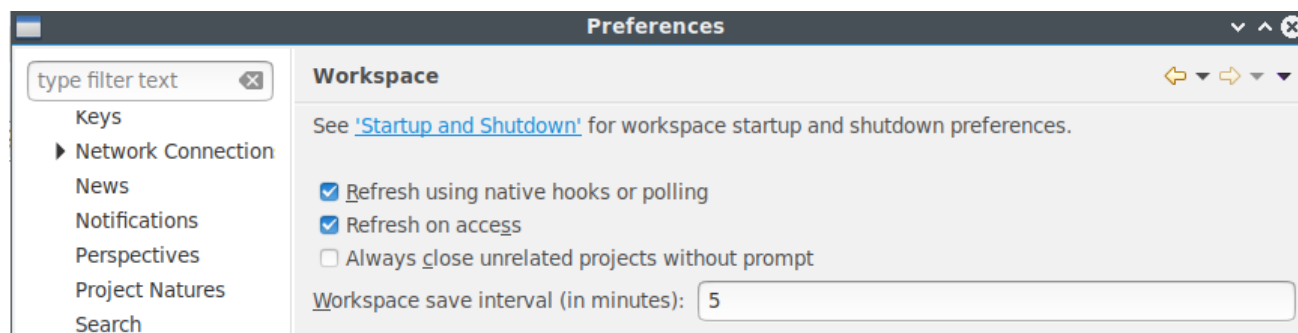 Preferences
type filter text
Workspace
Keys
See 'Startup and Shutdown' for workspace startup and shutdown preferences.
Network Connection
News
Refresh using native hooks or polling
Notifications
Refresh on access
Perspectives
Always close unrelated projects without prompt
Project Natures
Workspace save interval (in minutes): 5
Search